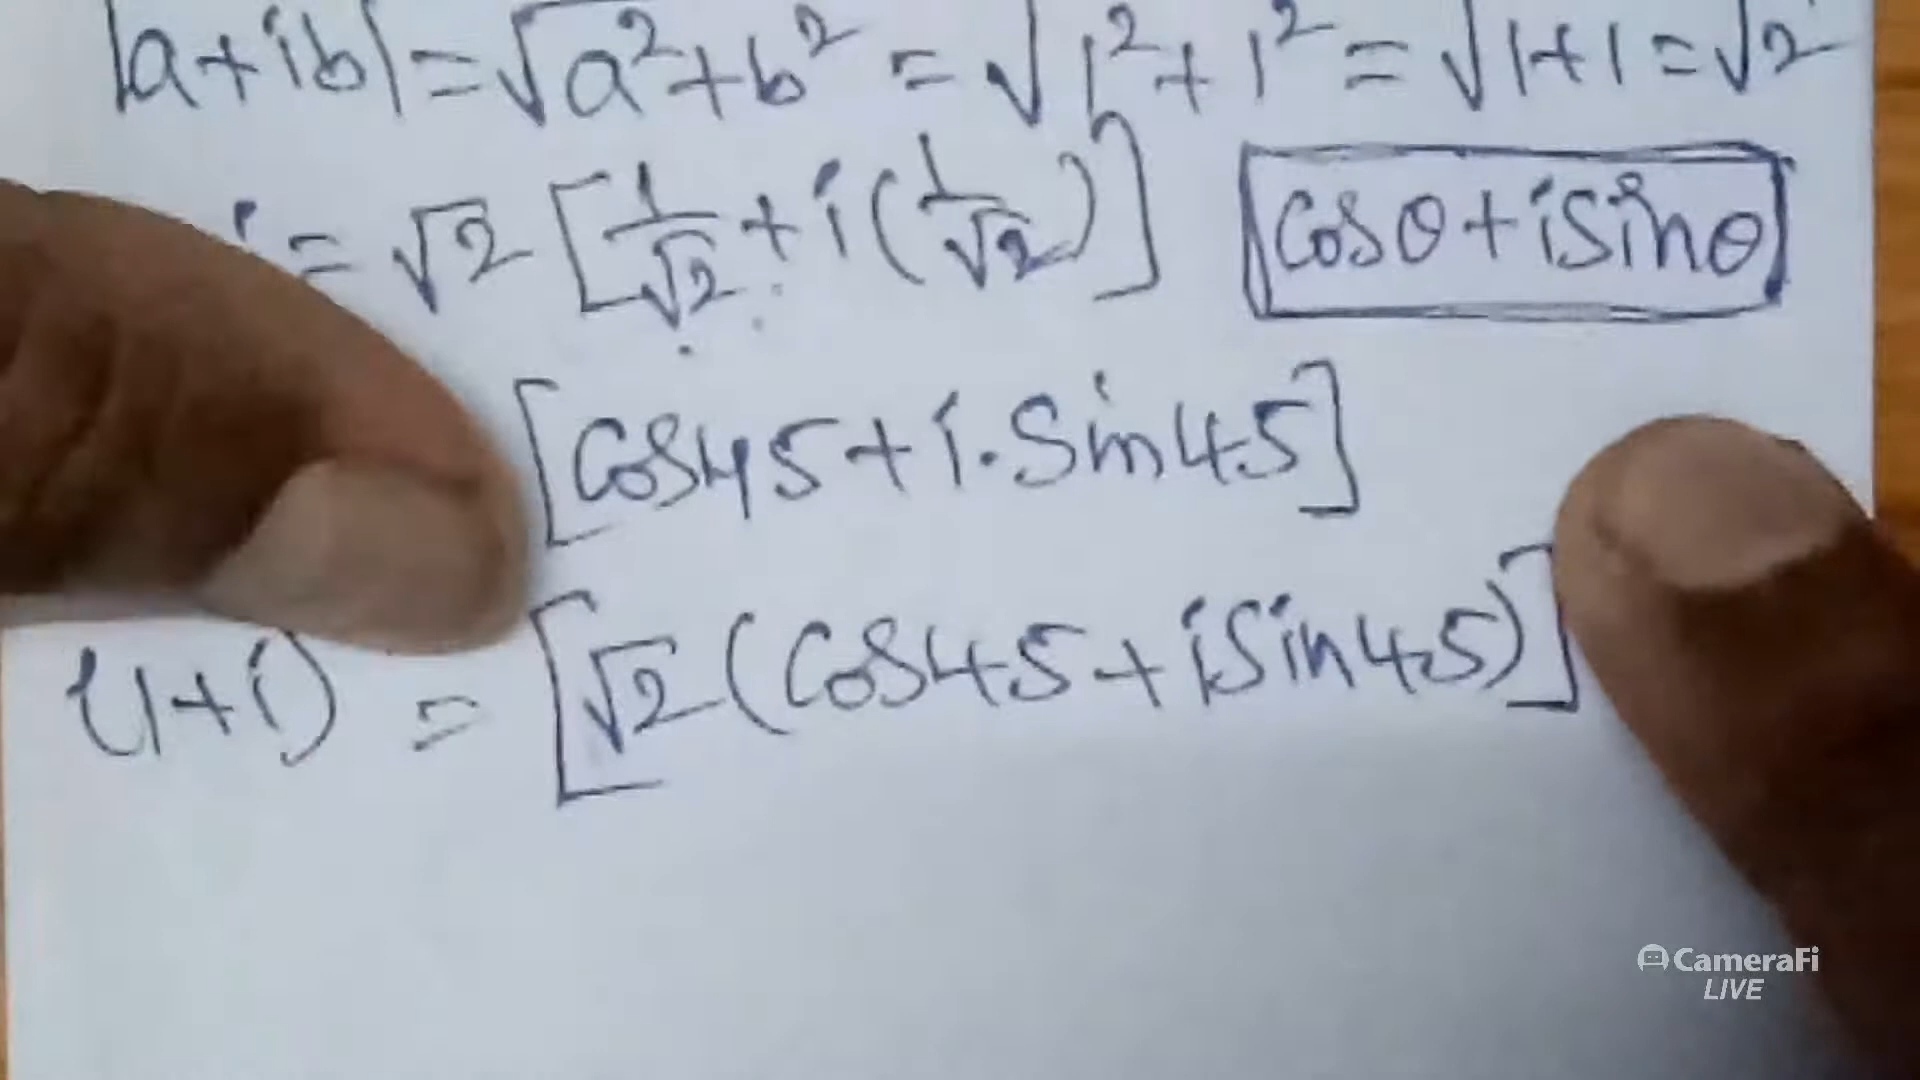 |a+ib| = √a²+b² = √1²+1² = √1+1 = √2
i = √2 [1/√2 + i(1/√2)] Cosθ+iSinθ
[Cos45+i.Sin45]
(1+i) = [√2(Cos45+iSin45)]
CameraFi
LIVE